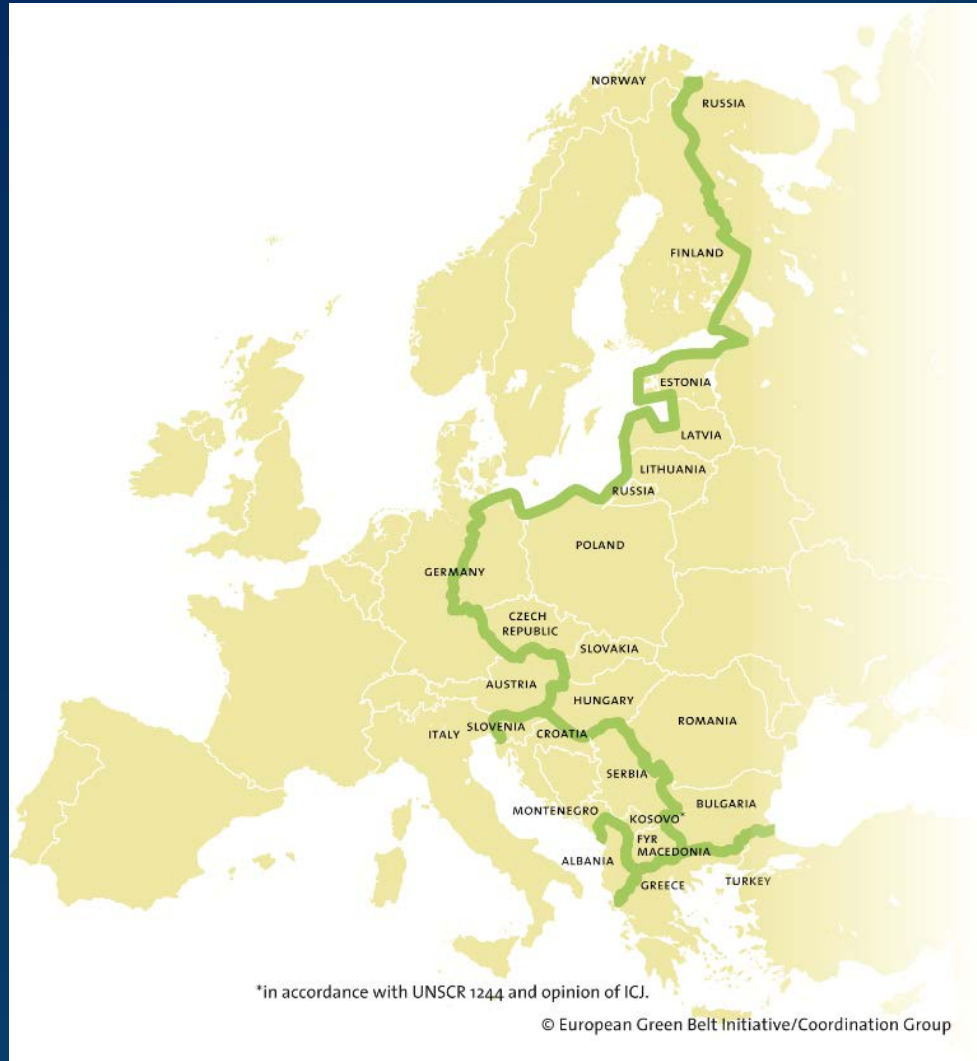 NORWAY
RUSSIA
FINLAND
ESTONIA
LATVIA
LITHUANIA
RUSSIA
POLAND
GERMANY
CZECH
REPUBLIC
SLOVAKIA
AUSTRIA
HUNGARY
ROMANIA
SLOVENIA
ITALY
CROATIA
SERBIA
BULGARIA
MONTENEGRO
KOSOVO*
FYR
MACEDONIA
ALBANIA
GREECE
TURKEY
*in accordance with UNSCR 1244 and opinion of ICJ.
© European Green Belt Initiative/Coordination Group